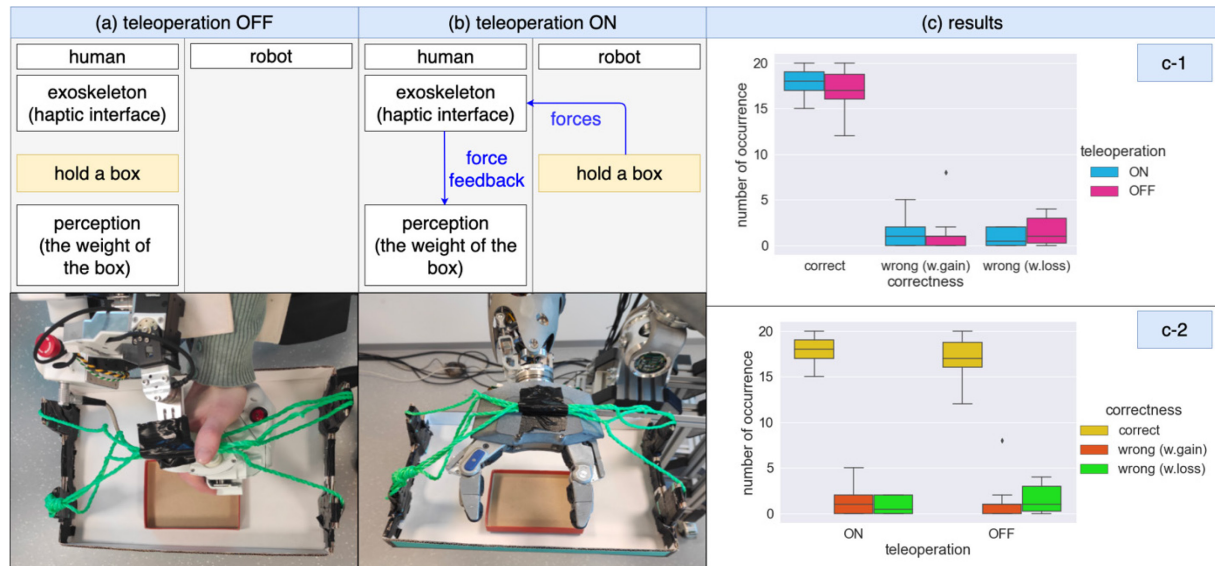 (a) teleoperation OFF
human
robot
exoskeleton
(haptic interface)
hold a box
perception
(the weight of
the box)
(b) teleoperation ON
human
robot
exoskeleton
(haptic interface)
forces
force
feedback
hold a box
perception
(the weight of the
box)
(c) results
c-1
20
15
10
5
0
number of occurrence
correct
wrong (w.gain)
wrong (w.loss)
correctness
teleoperation
ON
OFF
c-2
20
15
10
5
0
number of occurrence
ON
OFF
teleoperation
correctness
correct
wrong (w.gain)
wrong (w.loss)